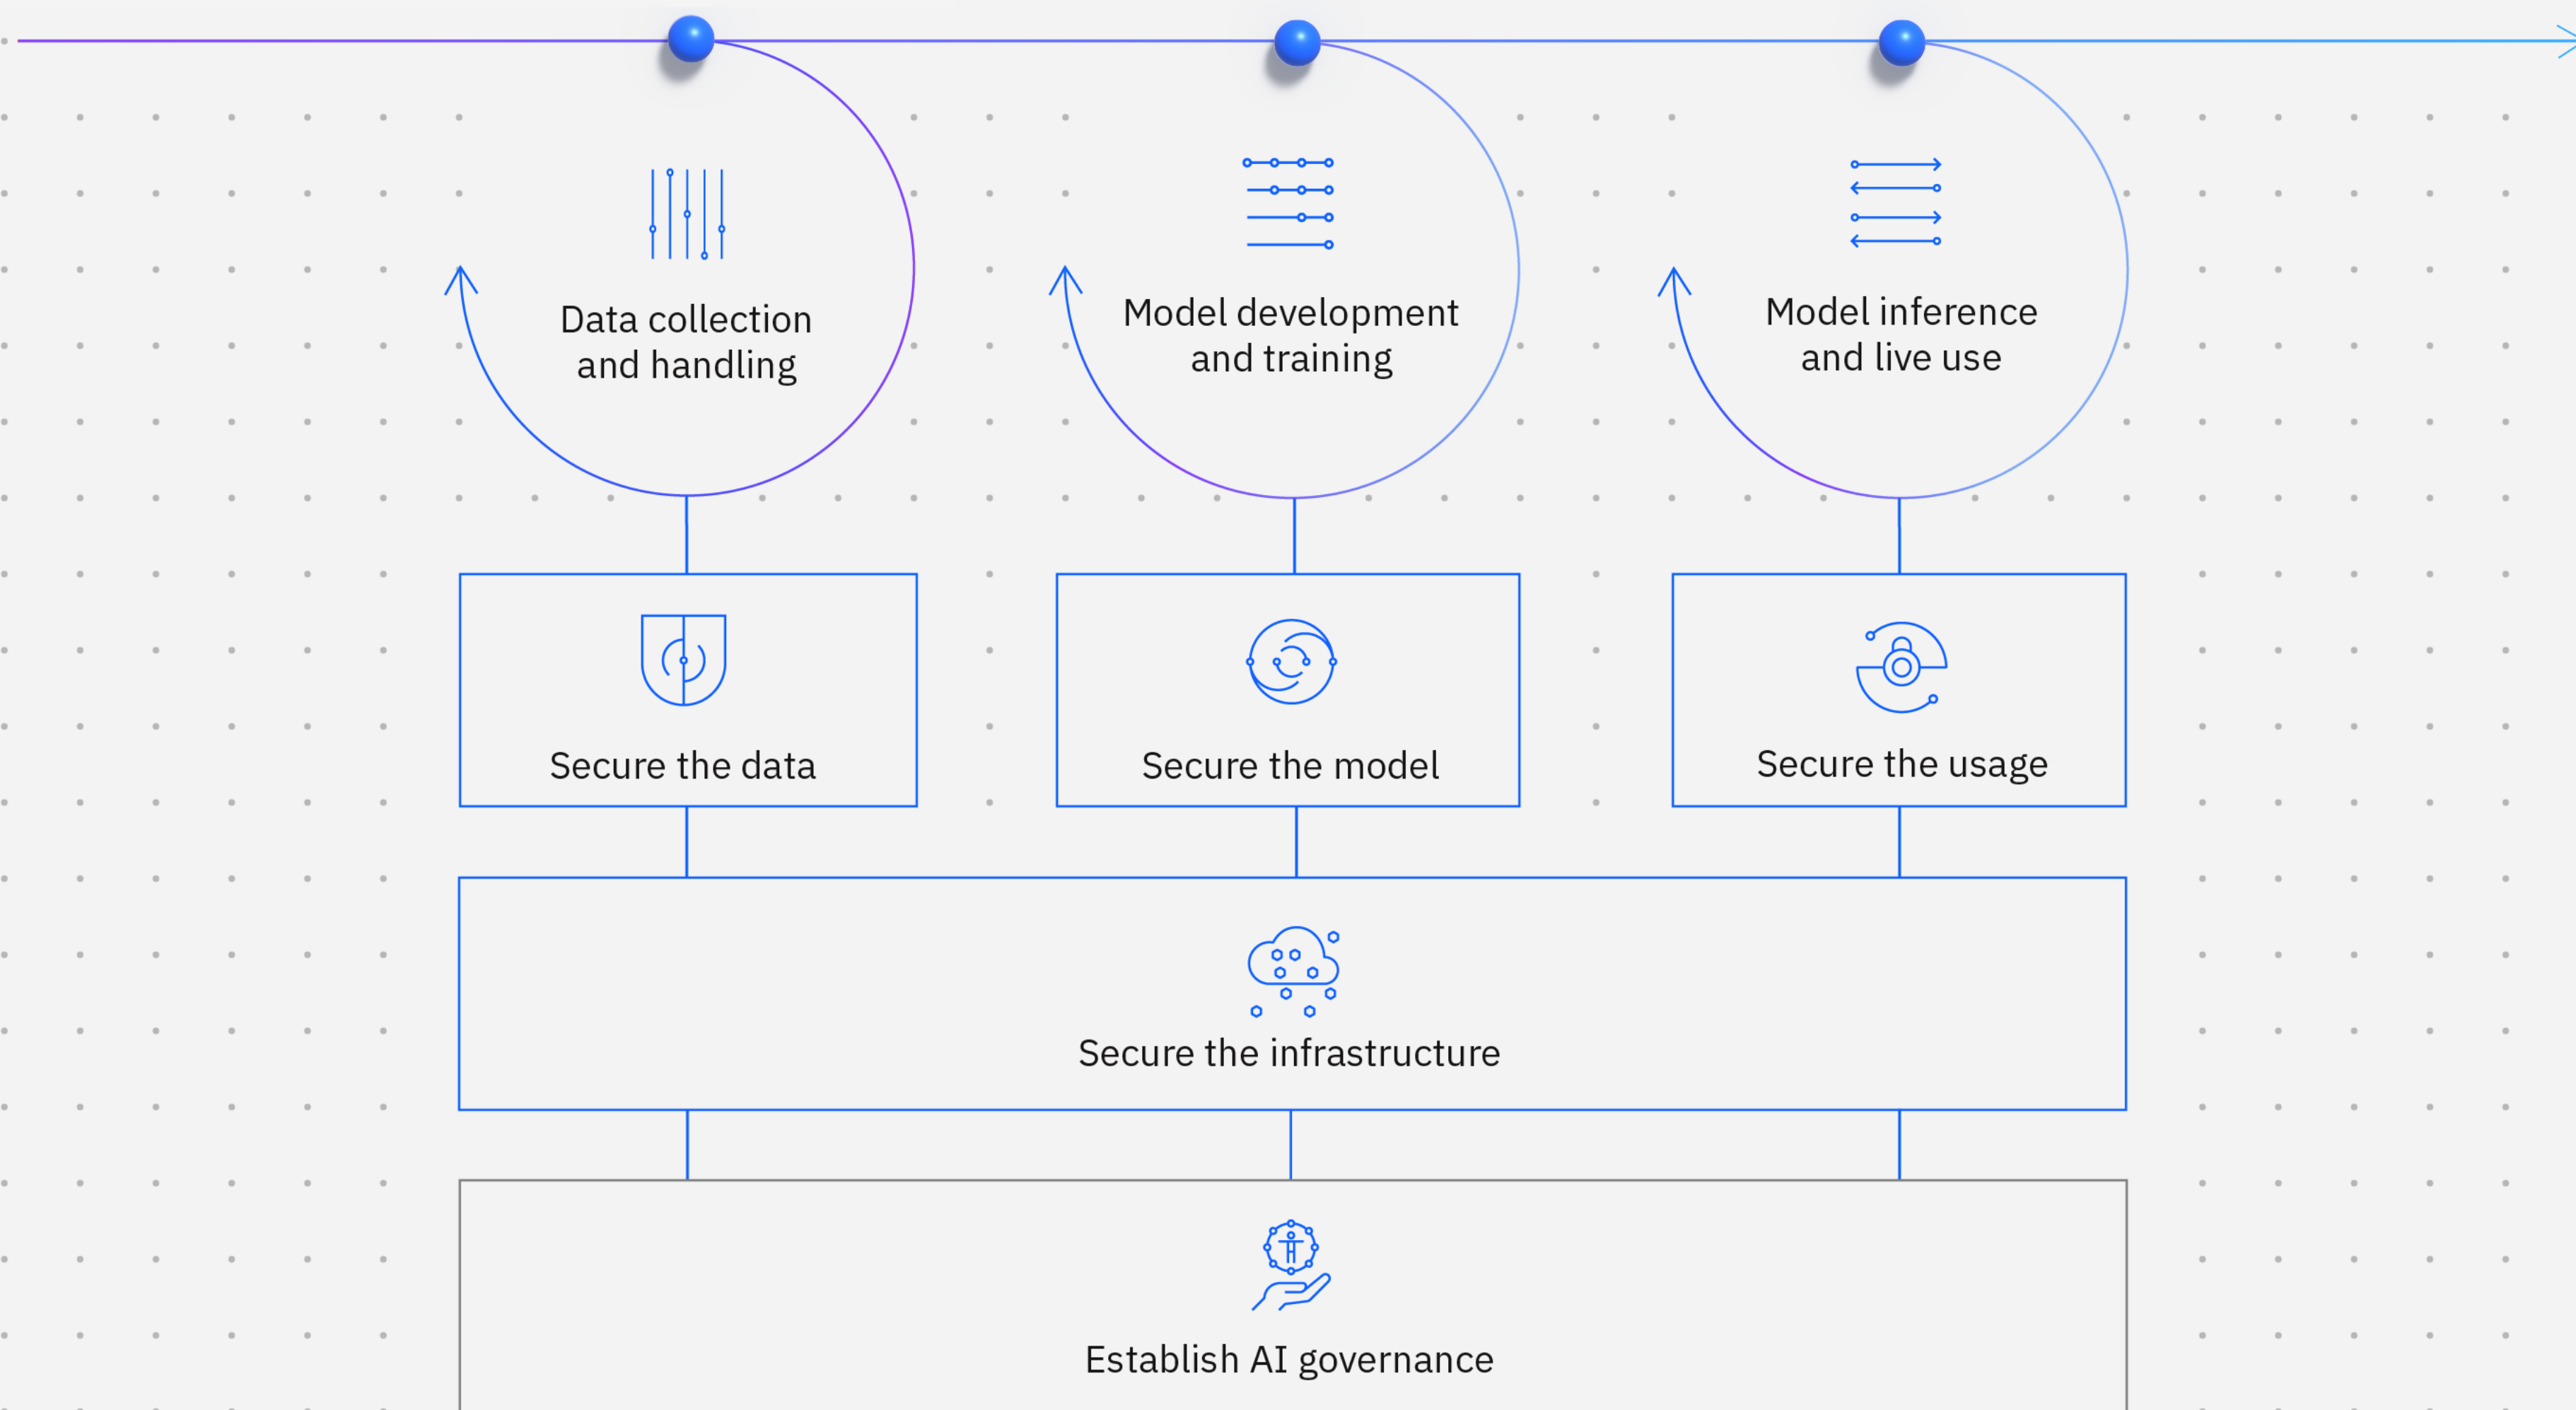 Data collection
and handling
Model development
and training
Model inference
and live use
Secure the data
Secure the model
Secure the usage
Secure the infrastructure
Establish AI governance